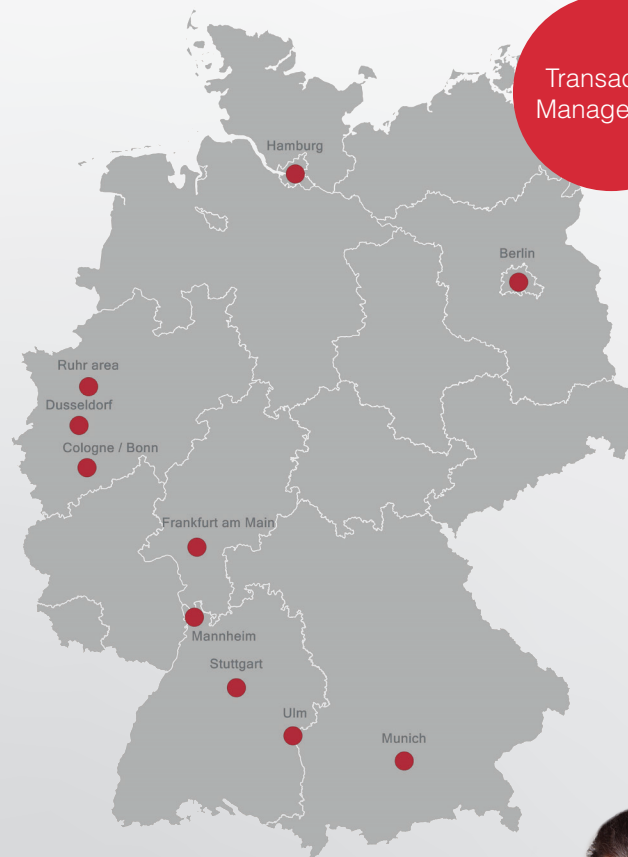 Transac
Manage
Hamburg
Berlin
Ruhr area
Dusseldorf
Cologne / Bonn
Frankfurt am Main
Mannheim
Stuttgart
Ulm
Munich